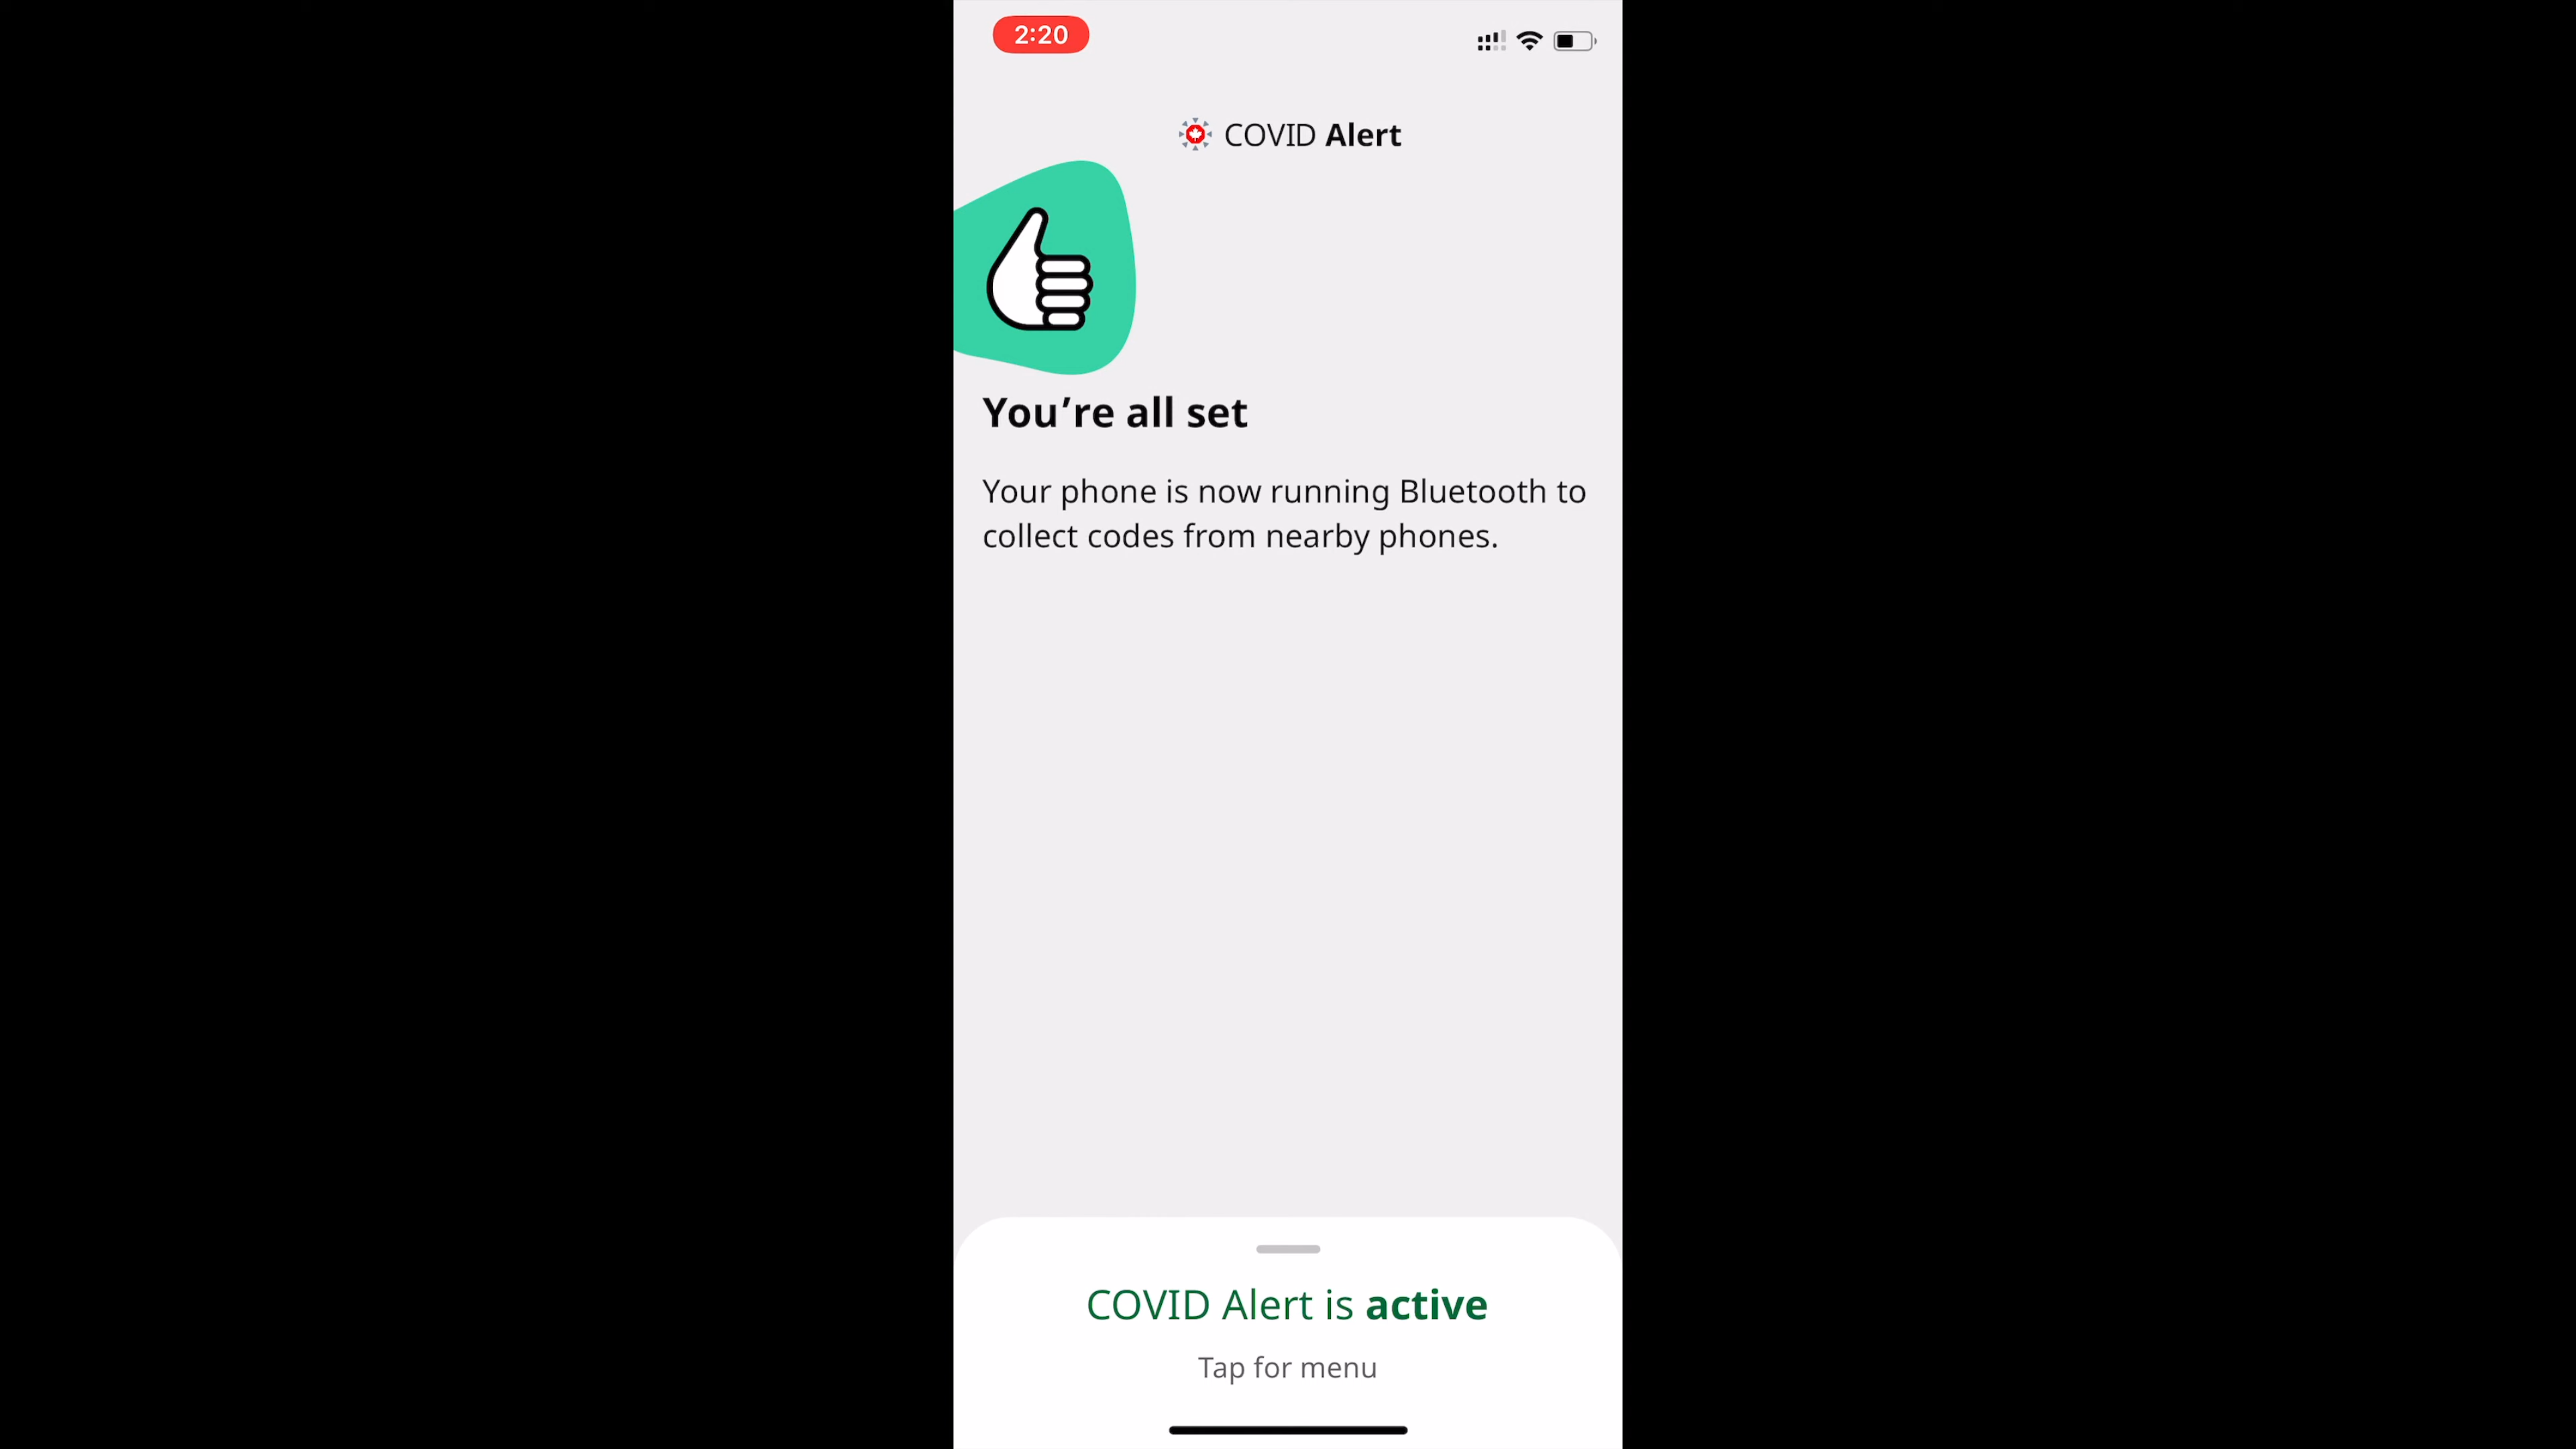 2:20
COVID Alert
You’re all set
Your phone is now running Bluetooth to
collect codes from nearby phones.
COVID Alert is active
Tap for menu